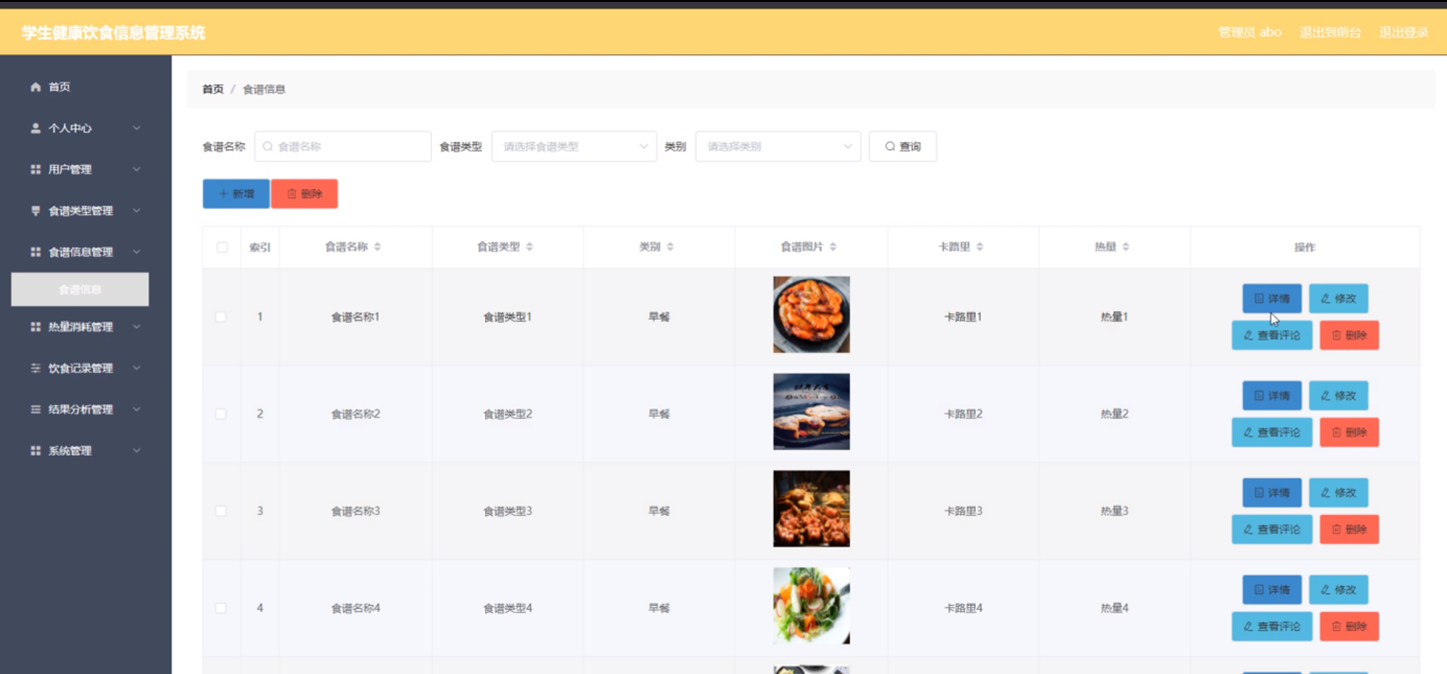 学生健康饮食信息管理系统
管理员 abo 退出到前台 退出登录
首页
个人中心
用户管理
食谱类型管理
食谱信息管理
食谱信息
热量消耗管理
饮食记录管理
结果分析管理
系统管理
首页 / 食谱信息
食谱名称 食谱名称 食谱类型 请选择食谱类型 类别 请选择类别 查询
新增 删除
索引 食谱名称 食谱类型 类别 食谱图片 卡路里 热量 操作
1 食谱名称1 食谱类型1 早餐 卡路里1 热量1
详情 修改
查看评论 删除
2 食谱名称2 食谱类型2 早餐 卡路里2 热量2
详情 修改
查看评论 删除
3 食谱名称3 食谱类型3 早餐 卡路里3 热量3
详情 修改
查看评论 删除
4 食谱名称4 食谱类型4 早餐 卡路里4 热量4
详情 修改
查看评论 删除